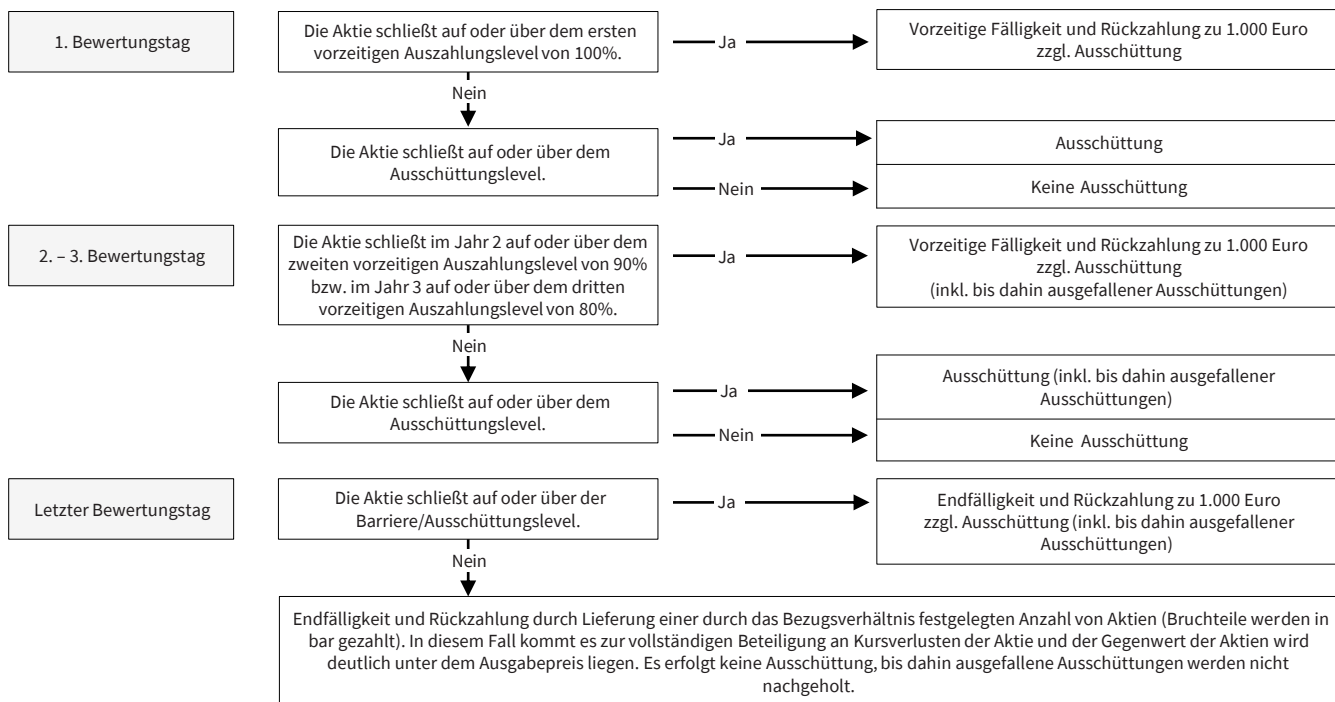 1. Bewertungstag
Die Aktie schließt auf oder über dem ersten
vorzeitigen Auszahlungslevel von 100%.
Ja
Vorzeitige Fälligkeit und Rückzahlung zu 1.000 Euro
zzgl. Ausschüttung
Nein
Die Aktie schließt auf oder über dem
Ausschüttungslevel.
Ja
Ausschüttung
Nein
Keine Ausschüttung
2. – 3. Bewertungstag
Die Aktie schließt im Jahr 2 auf oder über dem
zweiten vorzeitigen Auszahlungslevel von 90%
bzw. im Jahr 3 auf oder über dem dritten
vorzeitigen Auszahlungslevel von 80%.
Ja
Vorzeitige Fälligkeit und Rückzahlung zu 1.000 Euro
zzgl. Ausschüttung
(inkl. bis dahin ausgefallener Ausschüttungen)
Nein
Die Aktie schließt auf oder über dem
Ausschüttungslevel.
Ja
Ausschüttung (inkl. bis dahin ausgefallener
Ausschüttungen)
Nein
Keine Ausschüttung
Letzter Bewertungstag
Die Aktie schließt auf oder über der
Barriere/Ausschüttungslevel.
Ja
Endfälligkeit und Rückzahlung zu 1.000 Euro
zzgl. Ausschüttung (inkl. bis dahin ausgefallener
Ausschüttungen)
Nein
Endfälligkeit und Rückzahlung durch Lieferung einer durch das Bezugsverhältnis festgelegten Anzahl von Aktien (Bruchteile werden in
bar gezahlt). In diesem Fall kommt es zur vollständigen Beteiligung an Kursverlusten der Aktie und der Gegenwert der Aktien wird
deutlich unter dem Ausgabepreis liegen. Es erfolgt keine Ausschüttung, bis dahin ausgefallene Ausschüttungen werden nicht
nachgeholt.